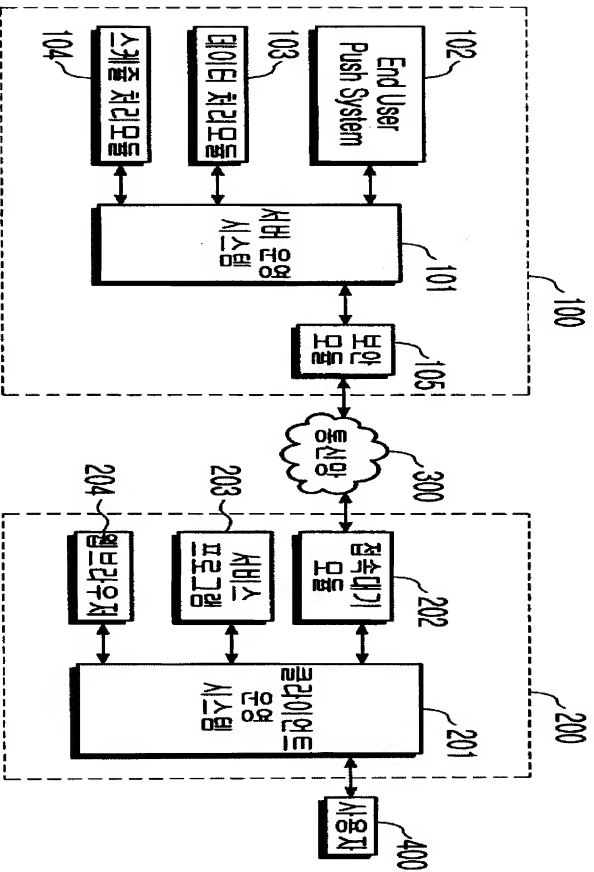 100
200
102
End User
Push System
101
서버 운영
시스템
105
보안
모듈
300
통신망
202
접속대기
모듈
201
클라이언트
운영
시스템
400
사용자
103
데이터 처리모듈
203
서비스
프로그램
104
스케줄 처리모듈
204
웹브라우저